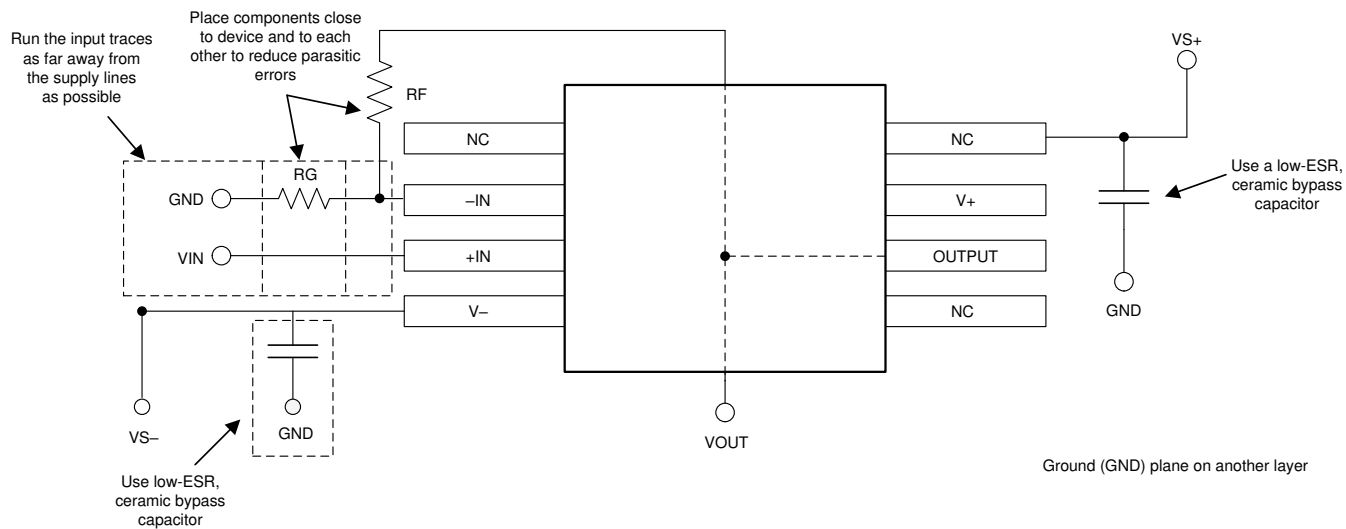 Run the input traces
as far away from
the supply lines
as possible
Place components close
to device and to each
other to reduce parasitic
errors
RF
VS+
NC
NC
Use a low-ESR,
ceramic bypass
capacitor
RG
GND
–IN
V+
VIN
+IN
OUTPUT
GND
V–
NC
VS–
GND
VOUT
Use low-ESR,
ceramic bypass
capacitor
Ground (GND) plane on another layer